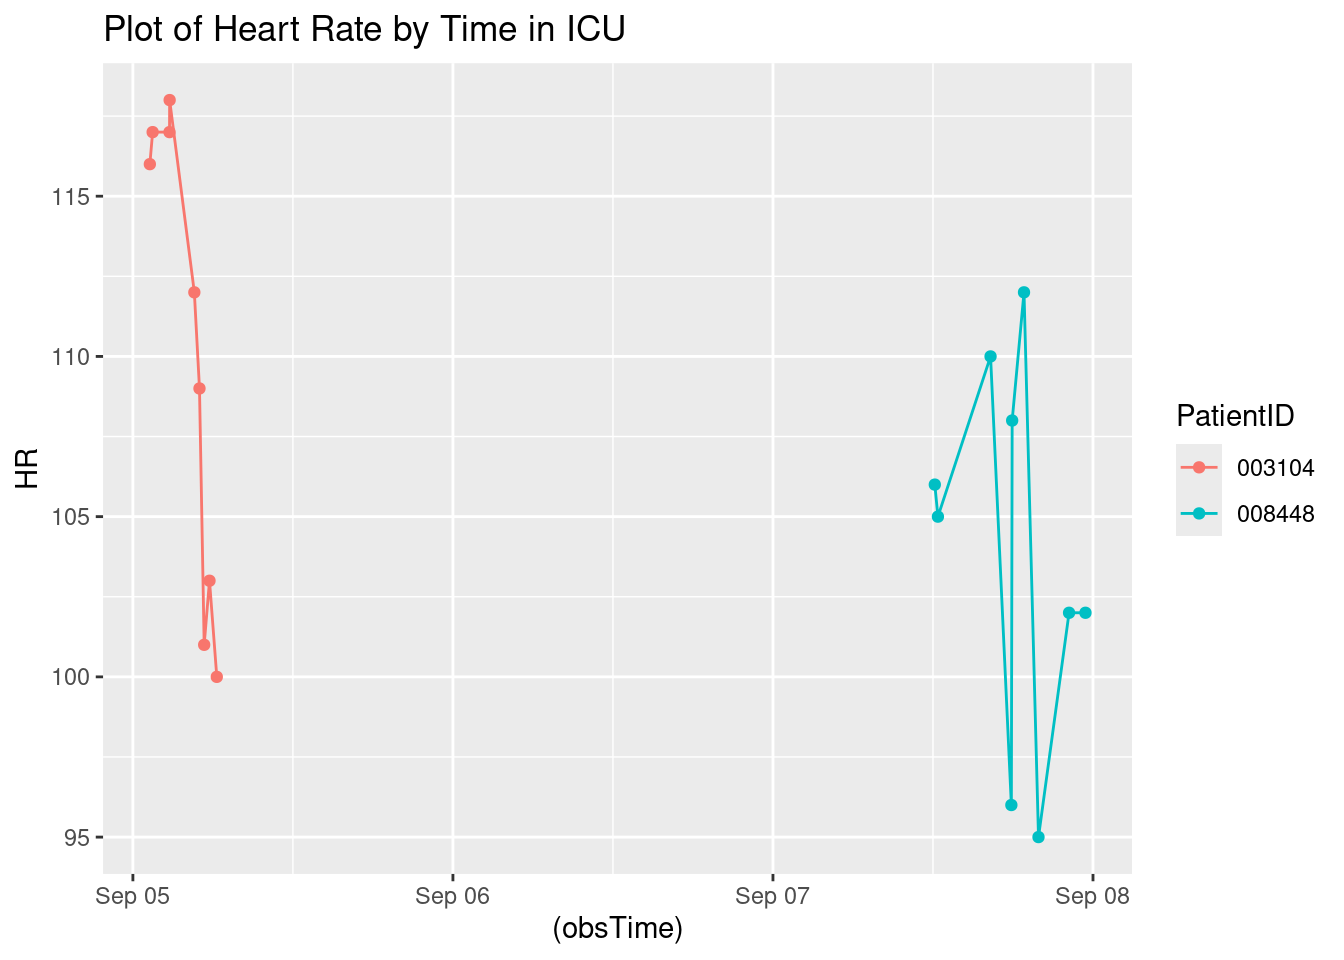 Plot of Heart Rate by Time in ICU
115
110
105
100
95
HR
Sep 05
Sep 06
Sep 07
Sep 08
(obsTime)
PatientID
003104
008448